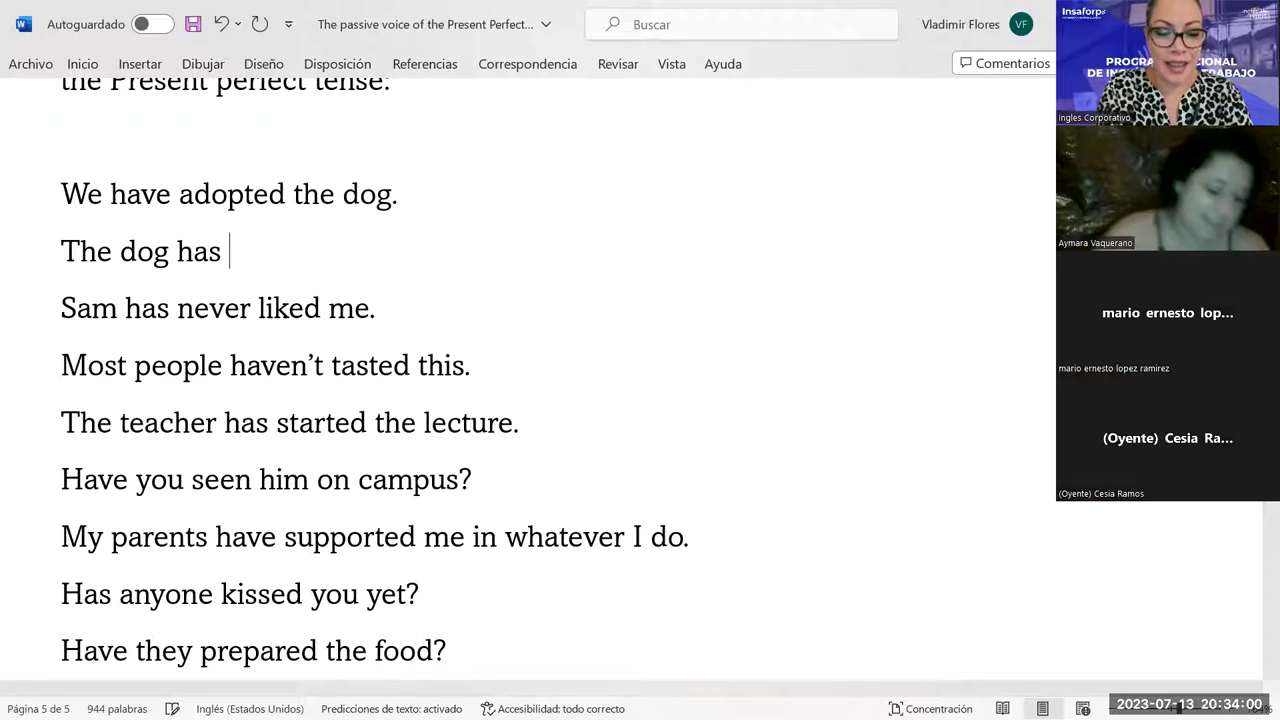 Autoguardado
The passive voice of the Present Perfect...
Buscar
Vladimir Flores
VF
Archivo Inicio Insertar Dibujar Diseño Disposición Referencias Correspondencia Revisar Vista Ayuda
Comentarios
the Present perfect tense:
We have adopted the dog.
The dog has
Sam has never liked me.
Most people haven’t tasted this.
The teacher has started the lecture.
Have you seen him on campus?
My parents have supported me in whatever I do.
Has anyone kissed you yet?
Have they prepared the food?
Página 5 de 5 944 palabras Inglés (Estados Unidos) Predicciones de texto: activado Accesibilidad: todo correcto Concentración
2023-07-13 20:34:00
Insaforp
Ingles Corporativo
Aymara Vaquerano
mario ernesto lop...
mario ernesto lopez ramirez
(Oyente) Cesia Ra...
(Oyente) Cesia Ramos